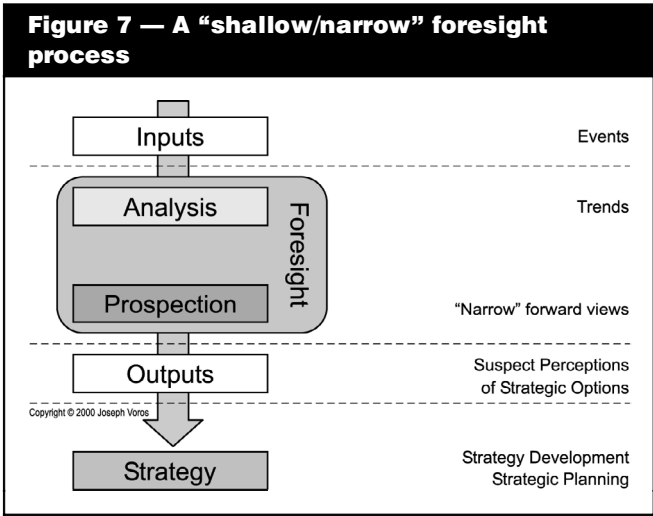 Figure 7 — A “shallow/narrow” foresight
process
Inputs
Events
Analysis
Trends
Foresight
Prospection
“Narrow” forward views
Outputs
Suspect Perceptions
of Strategic Options
Copyright © 2000 Joseph Voros
Strategy
Strategy Development
Strategic Planning